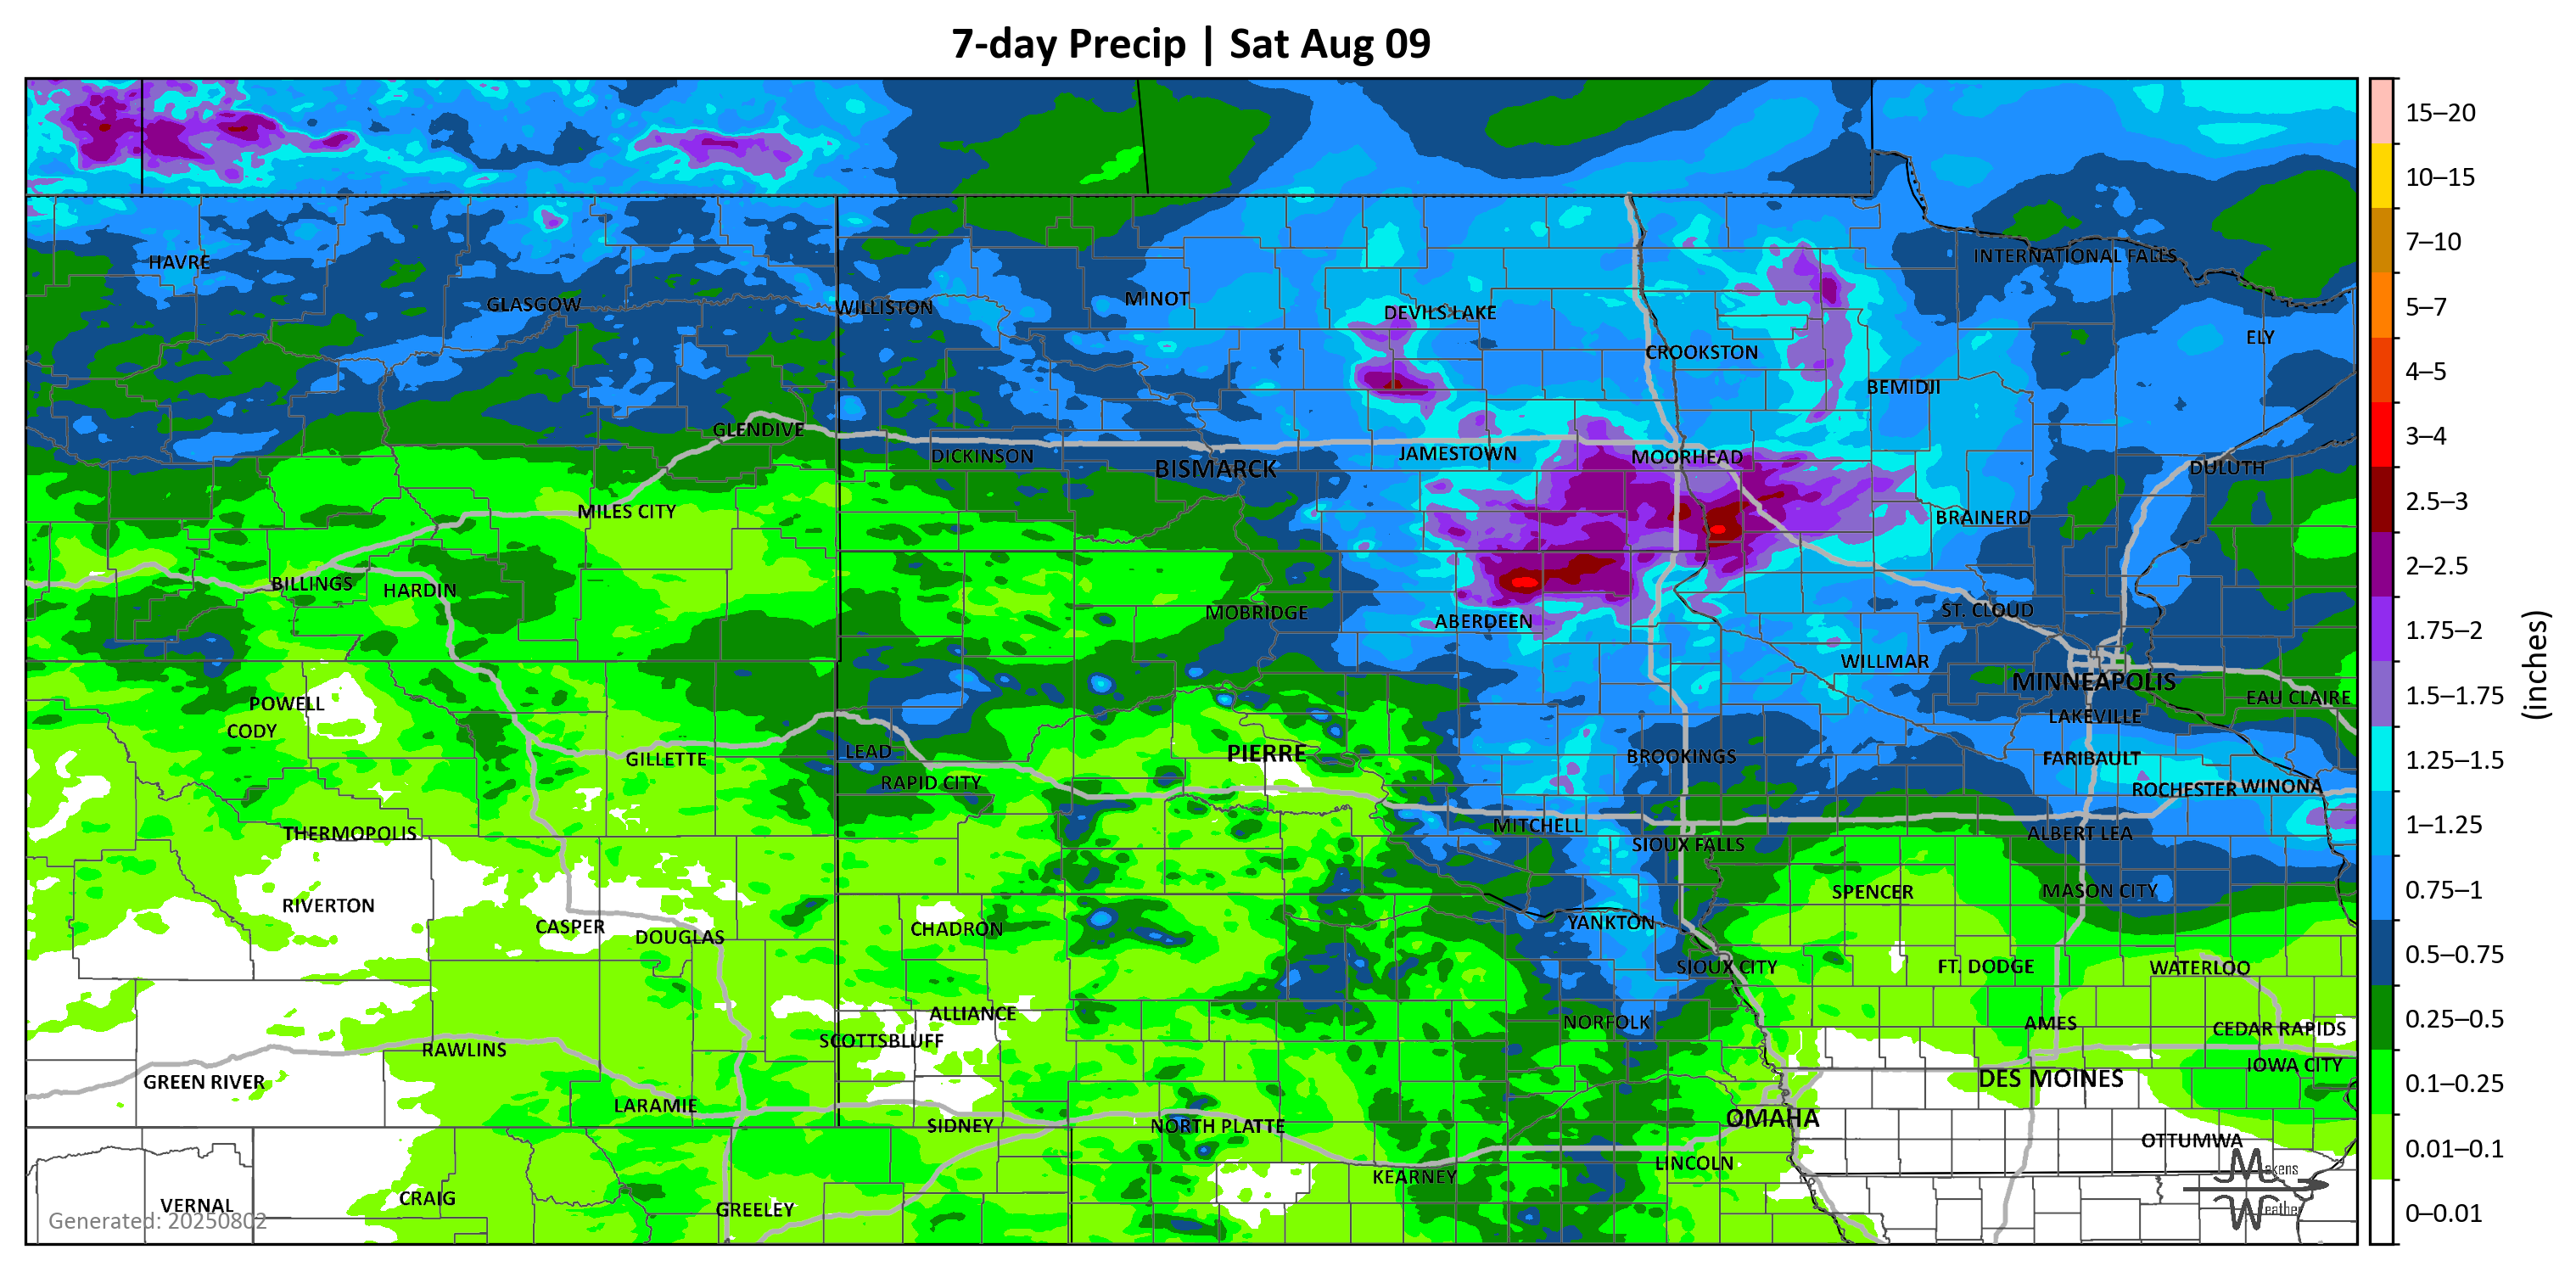 7-day Precip | Sat Aug 09
15–20
10–15
7–10
5–7
4–5
3–4
2.5–3
2–2.5
1.75–2
1.5–1.75
1.25–1.5
1–1.25
0.75–1
0.5–0.75
0.25–0.5
0.1–0.25
0.01–0.1
0–0.01
(inches)
HAVRE
INTERNATIONAL FALLS
GLASGOW
WILLISTON
MINOT
DEVILS LAKE
ELY
CROOKSTON
BEMIDJI
GLENDIVE
DICKINSON
BISMARCK
JAMESTOWN
MOORHEAD
DULUTH
MILES CITY
BRAINERD
BILLINGS
HARDIN
MOBRIDGE
ABERDEEN
ST. CLOUD
WILLMAR
MINNEAPOLIS
POWELL
EAU CLAIRE
CODY
LAKEVILLE
GILLETTE
LEAD
PIERRE
BROOKINGS
FARIBAULT
RAPID CITY
ROCHESTER
WINONA
THERMOPOLIS
MITCHELL
ALBERT LEA
SIOUX FALLS
RIVERTON
SPENCER
MASON CITY
CASPER
DOUGLAS
CHADRON
YANKTON
SIOUX CITY
FT. DODGE
WATERLOO
ALLIANCE
NORFOLK
AMES
CEDAR RAPIDS
RAWLINS
SCOTTSBLUFF
IOWA CITY
GREEN RIVER
DES MOINES
LARAMIE
SIDNEY
NORTH PLATTE
OMAHA
OTTUMWA
LINCOLN
KEARNEY
VERNAL
CRAIG
GREELEY
Generated: 20250802
Makens
Weather